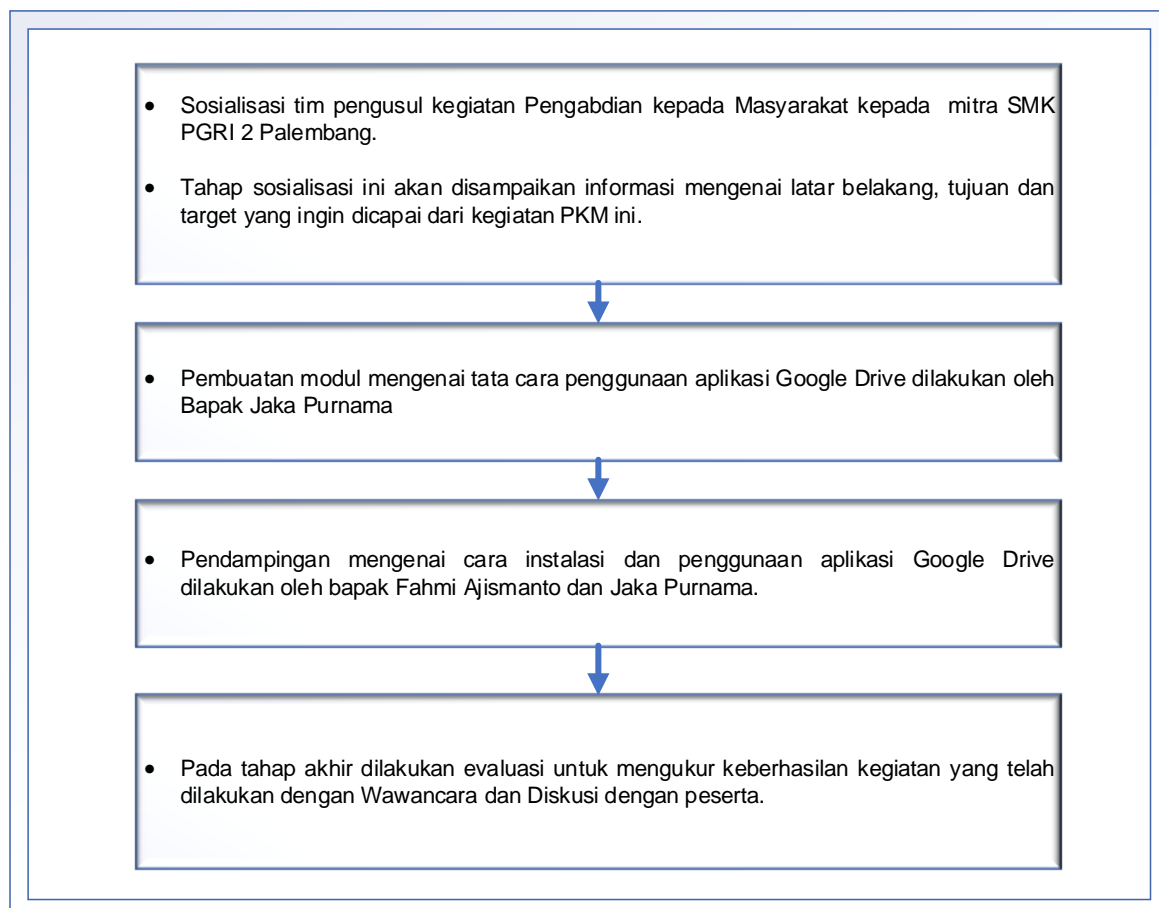 • Sosialisasi tim pengusul kegiatan Pengabdian kepada Masyarakat kepada mitra SMK
PGRI 2 Palembang.
• Tahap sosialisasi ini akan disampaikan informasi mengenai latar belakang, tujuan dan
target yang ingin dicapai dari kegiatan PKM ini.
• Pembuatan modul mengenai tata cara penggunaan aplikasi Google Drive dilakukan oleh
Bapak Jaka Purnama
• Pendampingan mengenai cara instalasi dan penggunaan aplikasi Google Drive
dilakukan oleh bapak Fahmi Ajismanto dan Jaka Purnama.
• Pada tahap akhir dilakukan evaluasi untuk mengukur keberhasilan kegiatan yang telah
dilakukan dengan Wawancara dan Diskusi dengan peserta.